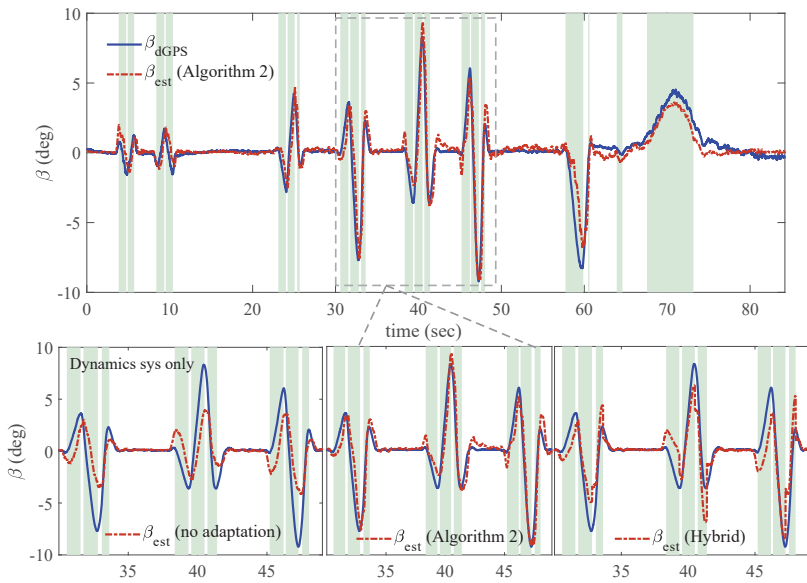 10
β_dGPS
β_est (Algorithm 2)
5
0
-5
-10
β (deg)
0 10 20 30 40 50 60 70 80
time (sec)
10
Dynamics sys only
5
0
-5
-10
β (deg)
β_est (no adaptation)
β_est (Algorithm 2)
β_est (Hybrid)
35 40 45 35 40 45 35 40 45